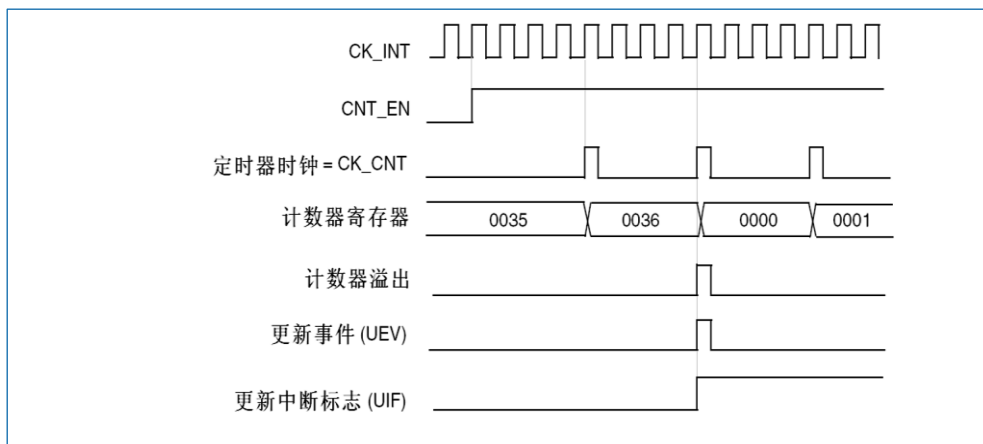 CK_INT
CNT_EN
定时器时钟 = CK_CNT
计数器寄存器 0035 0036 0000 0001
计数器溢出
更新事件 (UEV)
更新中断标志 (UIF)